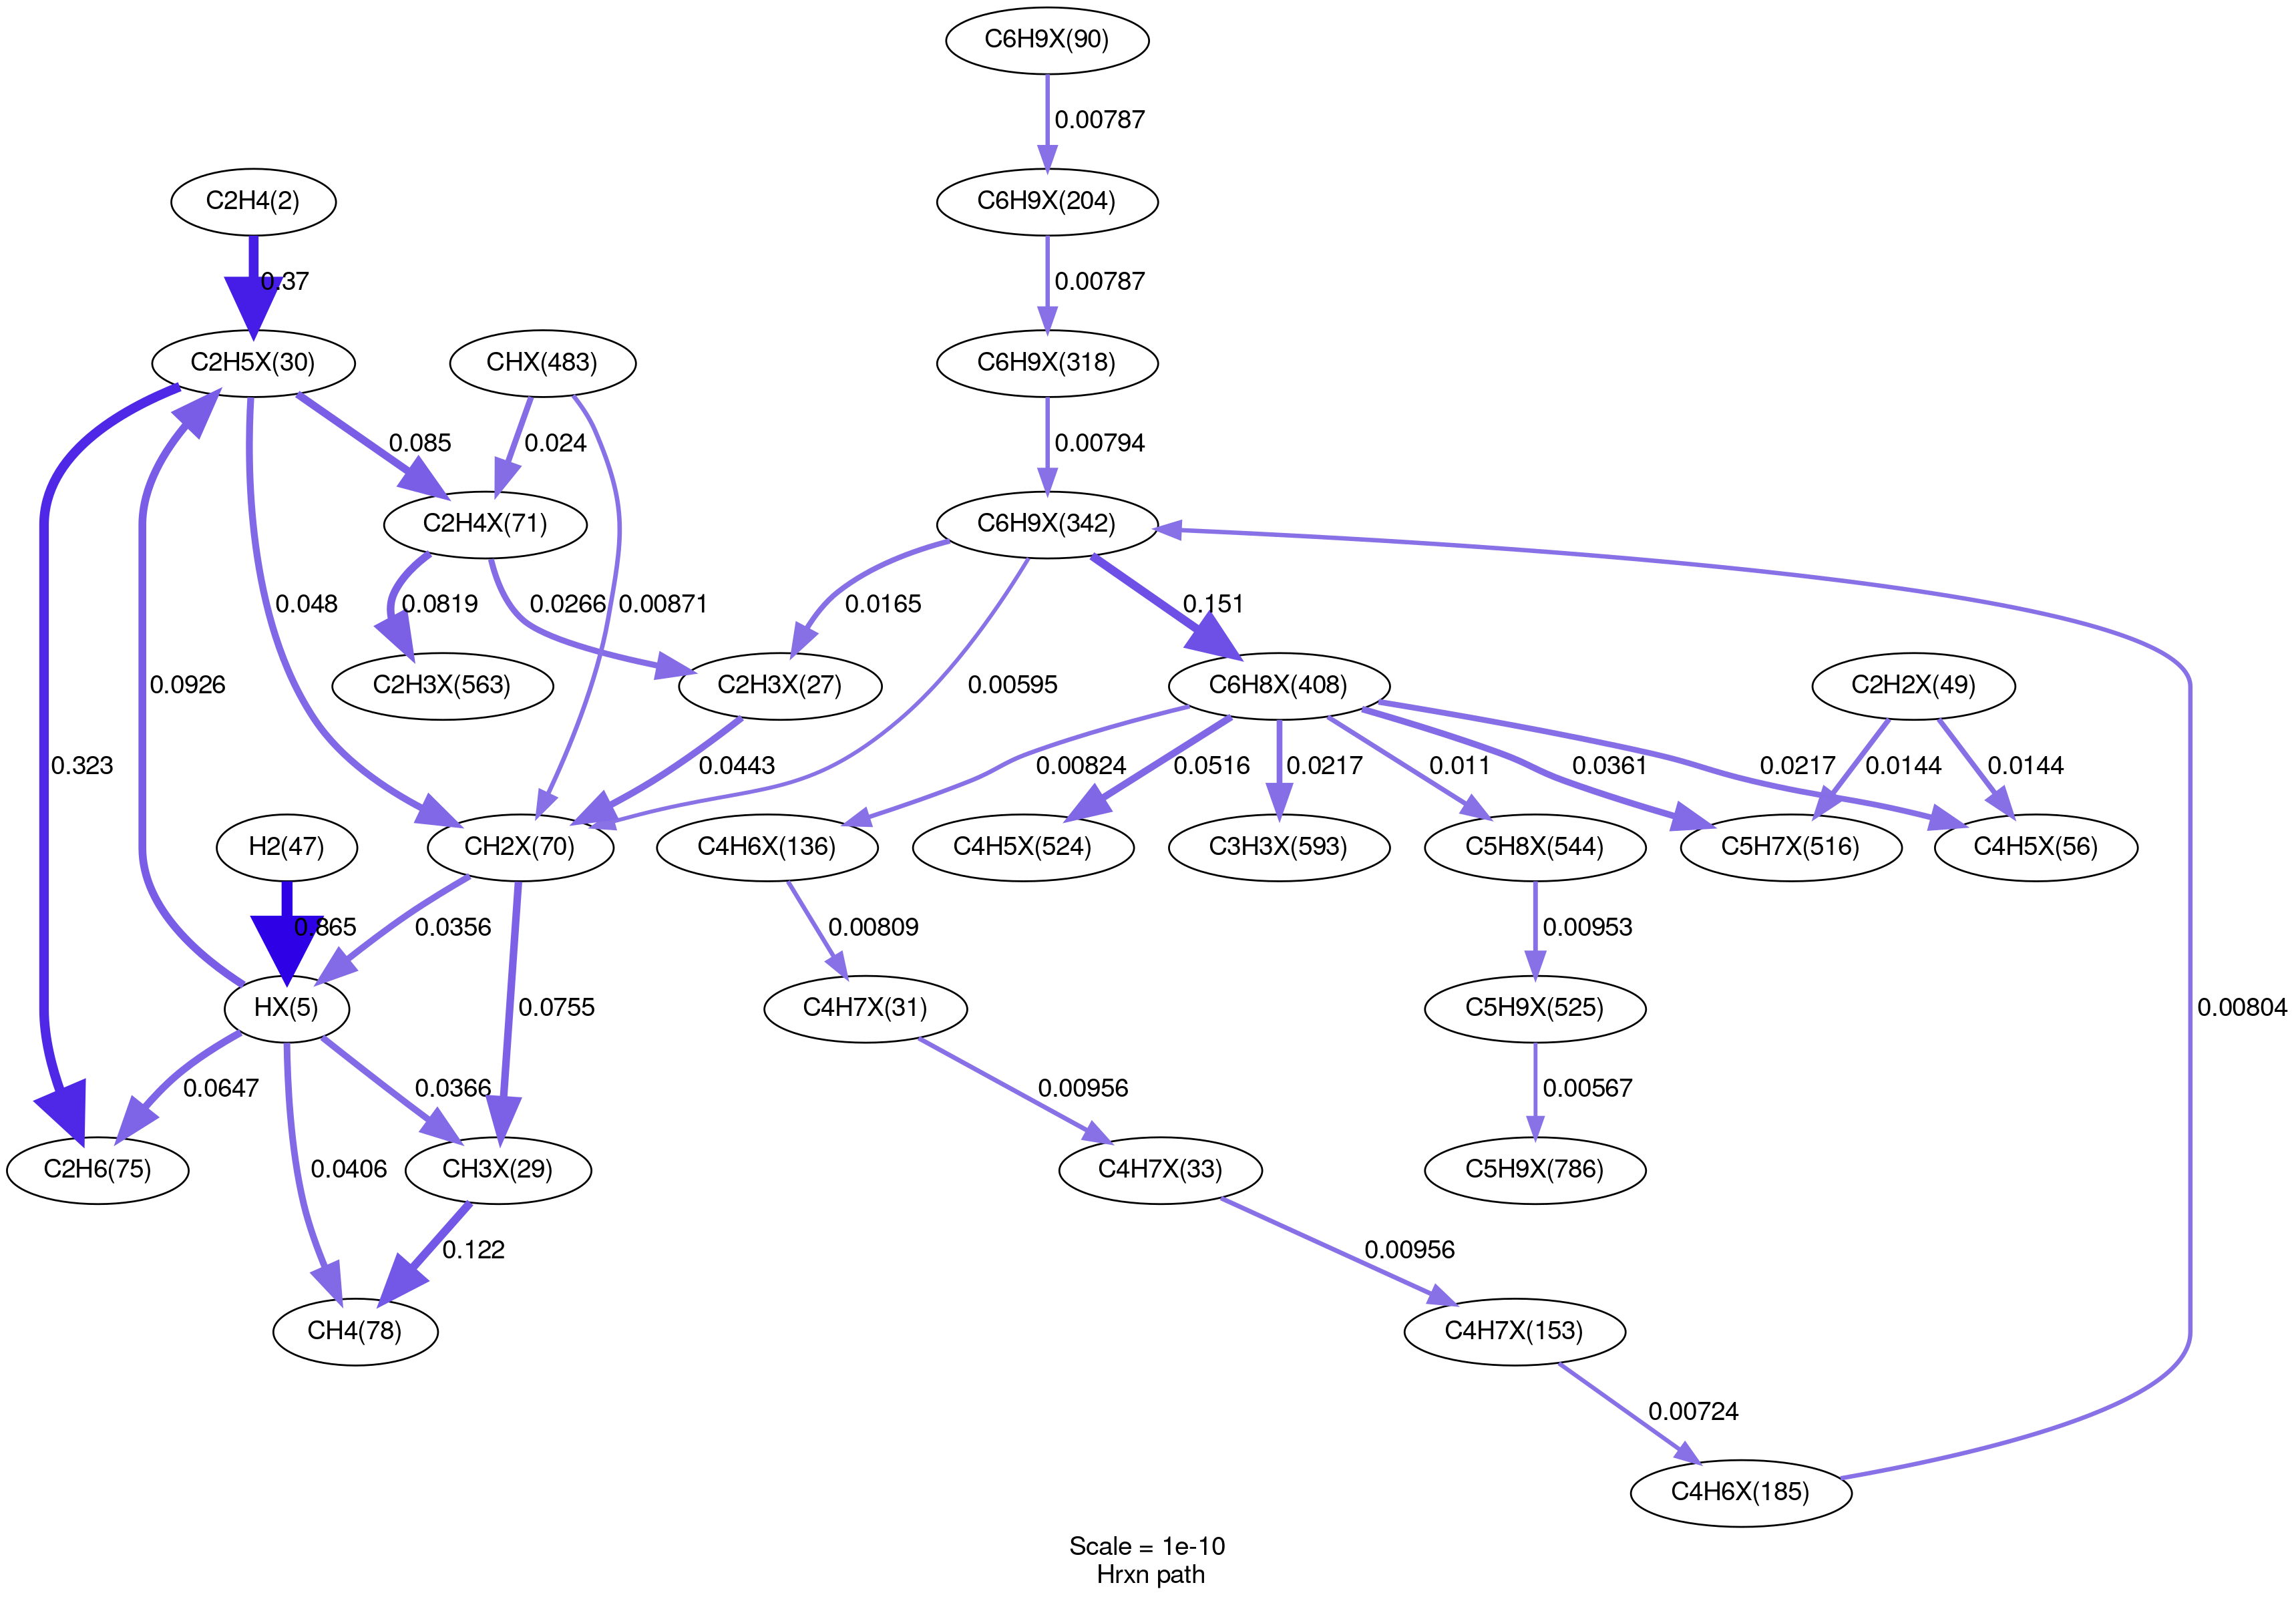 C6H9X(90)
0.00787
C2H4(2)
C6H9X(204)
0.37
0.00787
C2H5X(30)
CHX(483)
C6H9X(318)
0.085
0.024
0.00794
C2H4X(71)
C6H9X(342)
0.048
0.0819
0.0266
0.00871
0.0165
0.151
0.0926
C2H3X(563)
C2H3X(27)
0.00595
C6H8X(408)
C2H2X(49)
0.323
0.0443
0.00824
0.0516
0.0217
0.011
0.0361
0.0217
0.0144
0.0144
H2(47)
CH2X(70)
C4H6X(136)
C4H5X(524)
C3H3X(593)
C5H8X(544)
C5H7X(516)
C4H5X(56)
0.865
0.0356
0.00809
0.00953
HX(5)
0.0755
C4H7X(31)
C5H9X(525)
0.00804
0.0647
0.0366
0.00956
0.00567
C2H6(75)
0.0406
CH3X(29)
C4H7X(33)
C5H9X(786)
0.122
0.00956
CH4(78)
C4H7X(153)
0.00724
C4H6X(185)
Scale = 1e-10
Hrxn path